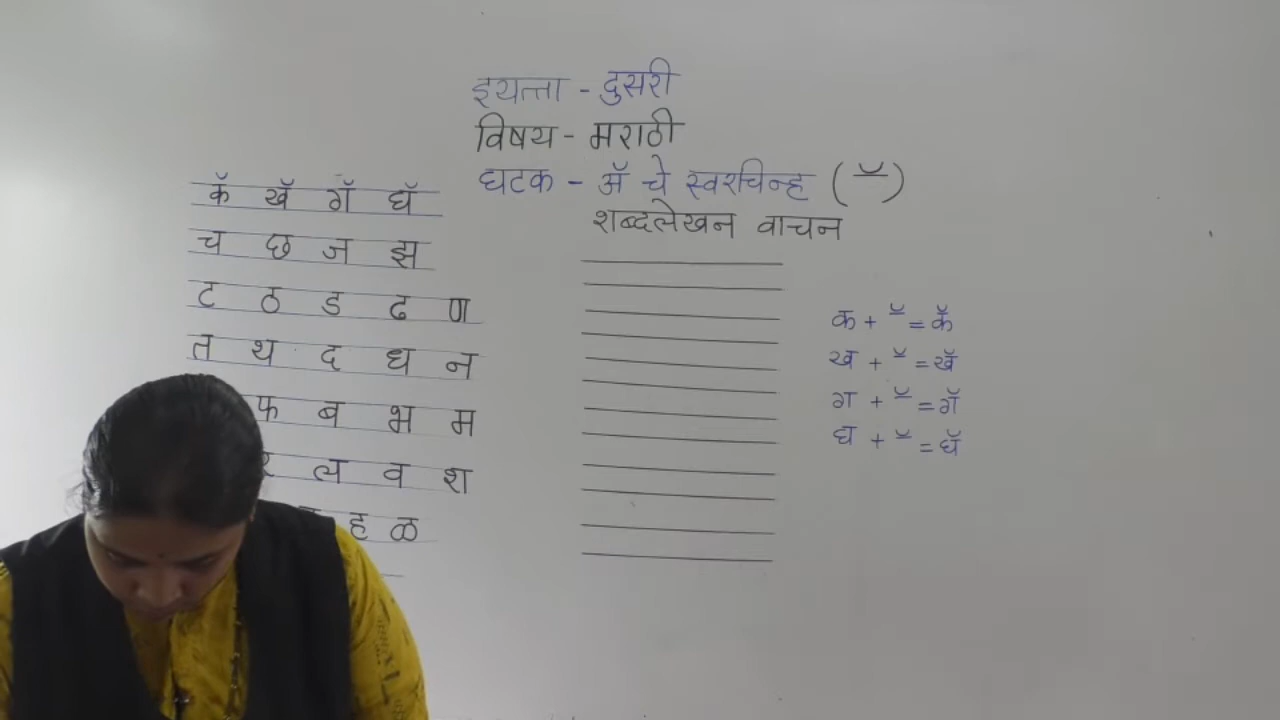 इयत्ता - दुसरी
विषय - मराठी
घटक - ॲ चे स्वरचिन्ह (ॅ)
शब्दलेखन वाचन
कॅ खॅ गॅ घॅ
च छ ज झ
ट ठ ड ढ ण
त थ द ध न
फ ब भ म
ल व श
ह ळ
क + ॅ = कॅ
ख + ॅ = खॅ
ग + ॅ = गॅ
घ + ॅ = घॅ